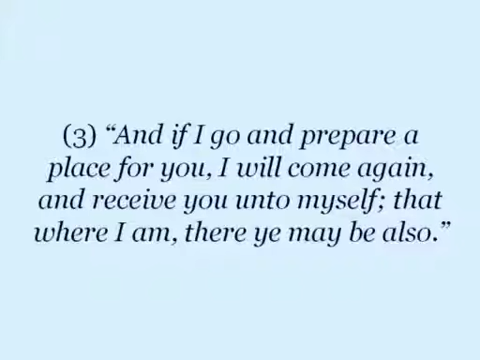 (3) “And if I go and prepare a
place for you, I will come again,
and receive you unto myself; that
where I am, there ye may be also.”